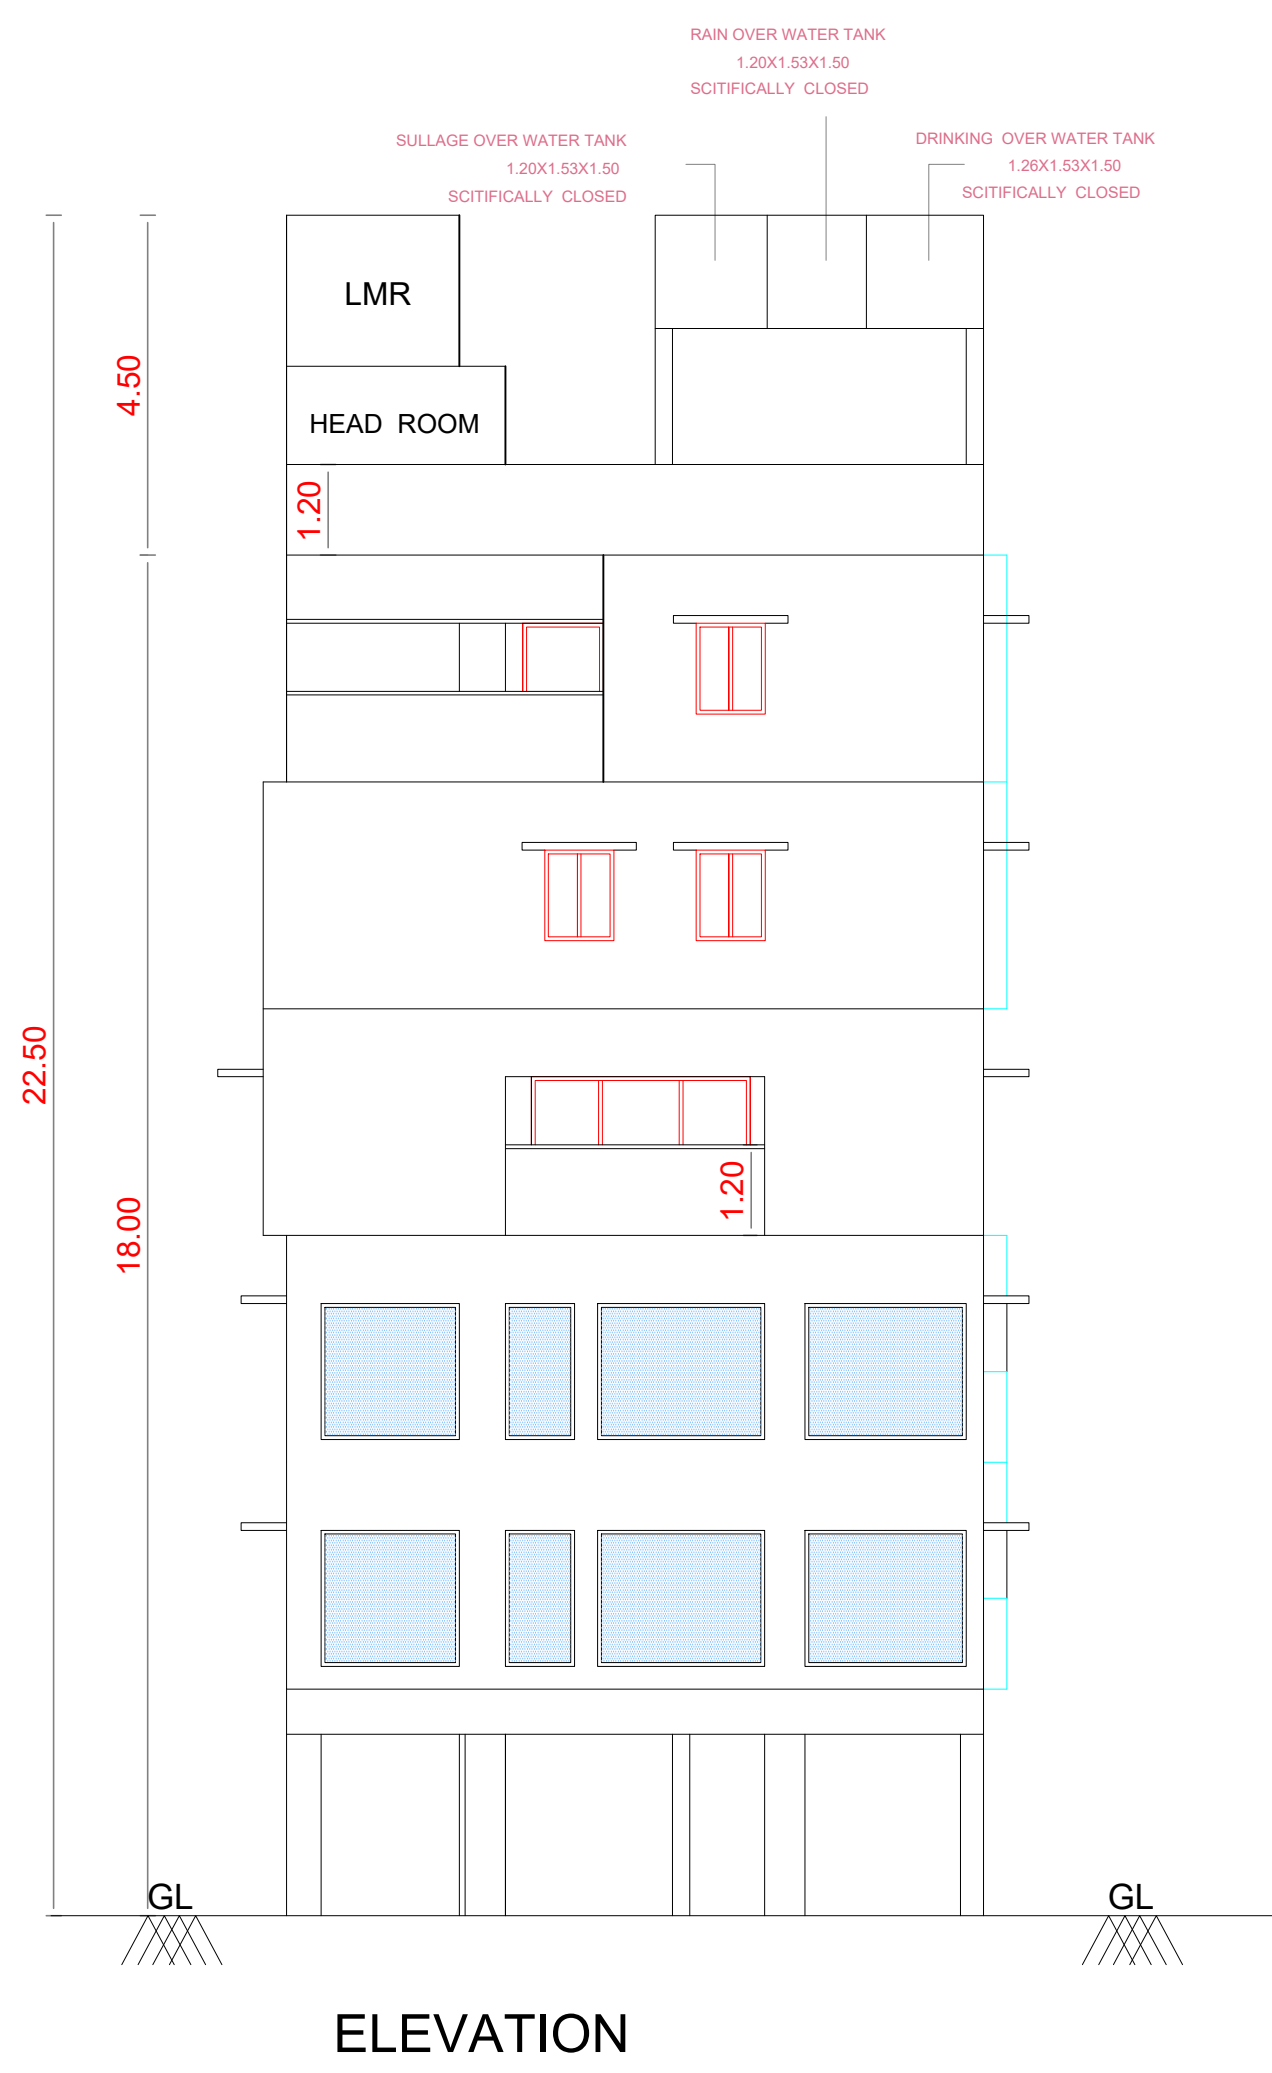 RAIN OVER WATER TANK
1.20X1.53X1.50
SCITIFICALLY CLOSED
SULLAGE OVER WATER TANK
1.20X1.53X1.50
SCITIFICALLY CLOSED
DRINKING OVER WATER TANK
1.26X1.53X1.50
SCITIFICALLY CLOSED
LMR
4.50
HEAD ROOM
1.20
22.50
18.00
1.20
GL
GL
ELEVATION